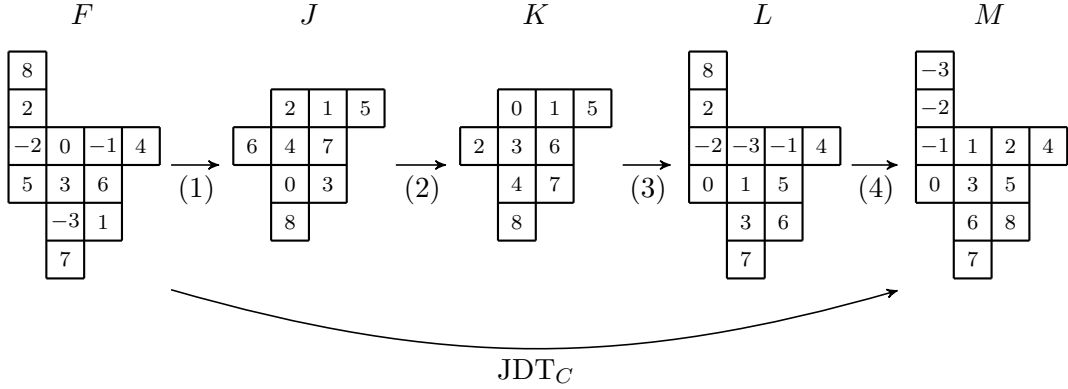 F J K L M
8 8 −3
2 2 1 5 0 1 5 2 −2
−2 0 −1 4 6 4 7 2 3 6 −2 −3 −1 4 −1 1 2 4
(1) (2) (3) (4)
5 3 6 0 3 4 7 0 1 5 0 3 5
−3 1 8 8 3 6 6 8
7 7 7
JDT_C